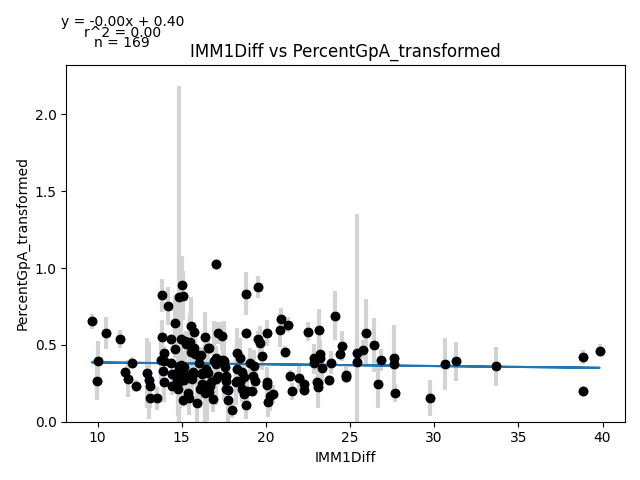 y = -0.00x + 0.40
r^2 = 0.00
n = 169
IMM1Diff vs PercentGpA_transformed
PercentGpA_transformed
2.0
1.5
1.0
0.5
0.0
10 15 20 25 30 35 40
IMM1Diff